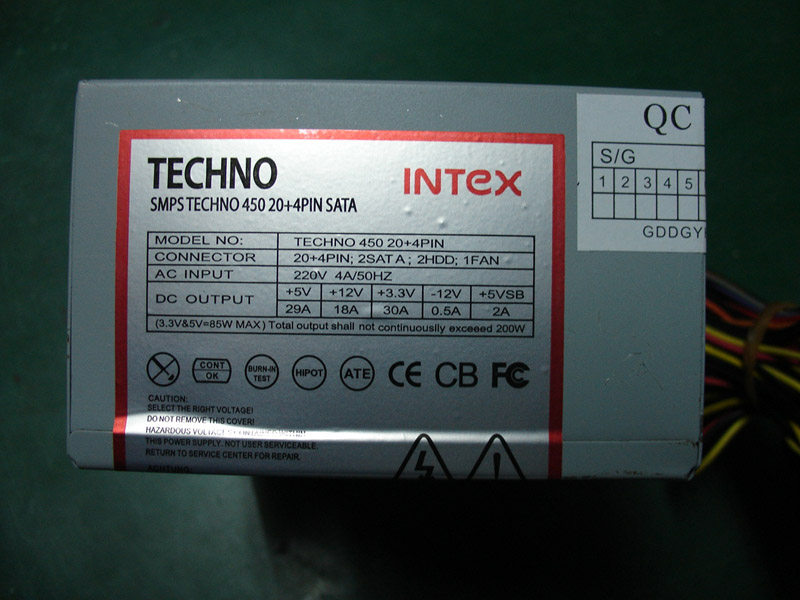 TECHNO
INTEX
SMPS TECHNO 450 20+4PIN SATA
MODEL NO: TECHNO 450 20+4PIN
CONNECTOR 20+4PIN; 2SATA; 2HDD; 1FAN
AC INPUT 220V 4A/50HZ
DC OUTPUT +5V +12V +3.3V -12V +5VSB
29A 18A 30A 0.5A 2A
(3.3V&5V=85W MAX) Total output shall not continuouslly exceeed 200W
CONT
OK
BURN-IN
TEST
HIPOT
ATE
CE
CB
FC
CAUTION:
SELECT THE RIGHT VOLTAGE!
DO NOT REMOVE THIS COVER!
HAZARDOUS
THIS POWER SUPPLY. NOT USER SERVICEABLE.
RETURN TO SERVICE CENTER FOR REPAIR.
ACHTUNG:
QC
S/G
1 2 3 4 5
GDDGY